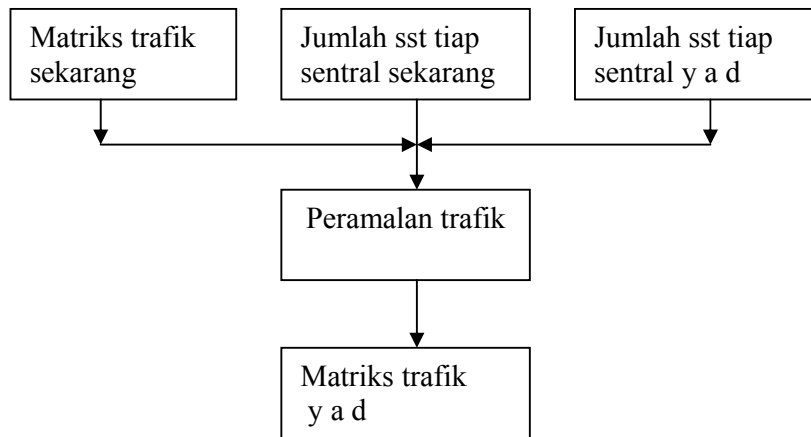 Matriks trafik
sekarang
Jumlah sst tiap
sentral sekarang
Jumlah sst tiap
sentral y a d
Peramalan trafik
Matriks trafik
y a d